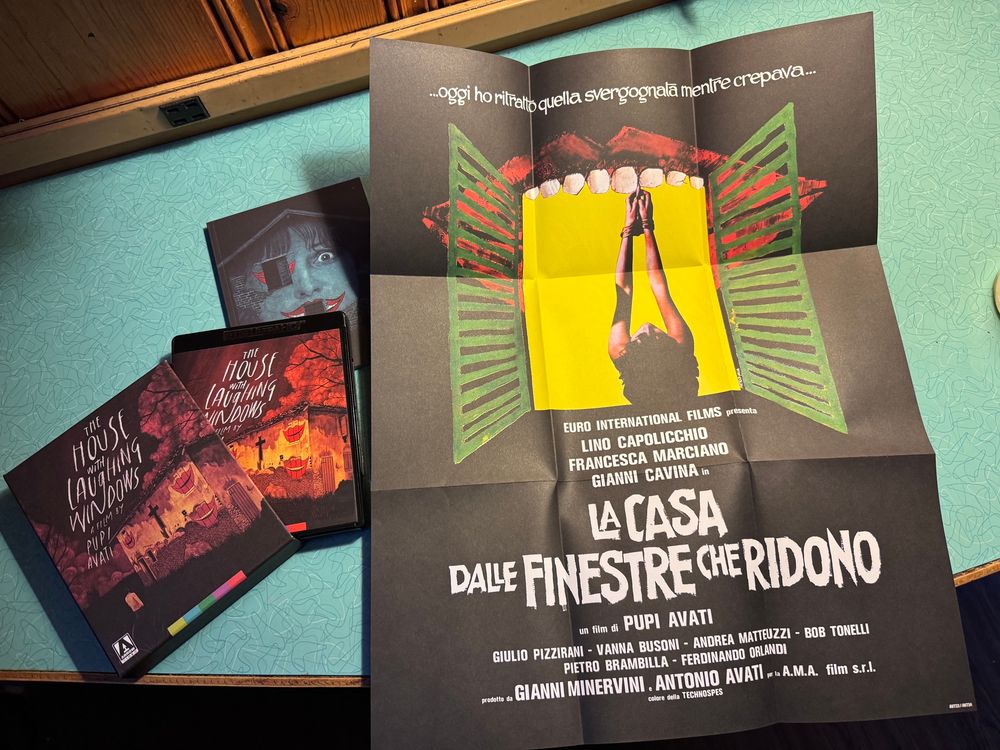 ...oggi ho ritratto quella svergognata mentre crepava...
EURO INTERNATIONAL FILMS presenta
LINO CAPOLICCHIO
FRANCESCA MARCIANO
GIANNI CAVINA in
LA CASA
DALLE FINESTRE CHE RIDONO
un film di PUPI AVATI
GIULIO PIZZIRANI - VANNA BUSONI - ANDREA MATTEUZZI - BOB TONELLI
PIETRO BRAMBILLA - FERDINANDO ORLANDI
prodotto da GIANNI MINERVINI e ANTONIO AVATI per la A.M.A. film s.r.l.
colore della TECHNOSPES
THE
HOUSE
WITH
LAUGHING
WINDOWS
A FILM BY
THE
HOUSE
WITH
LAUGHING
WINDOWS
A FILM BY
PUPI
AVATI